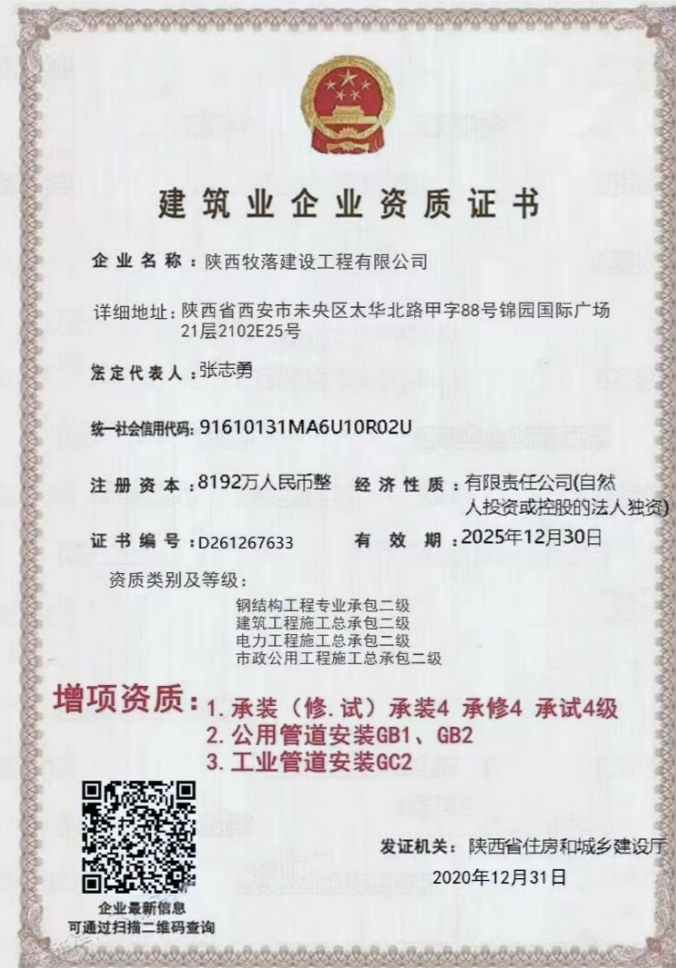 建筑业企业资质证书
企业名称：陕西牧落建设工程有限公司
详细地址：陕西省西安市未央区太华北路甲字88号锦园国际广场
21层2102E25号
法定代表人：张志勇
统一社会信用代码：91610131MA6U10R02U
注册资本：8192万人民币整 经济性质：有限责任公司(自然
人投资或控股的法人独资)
证书编号：D261267633 有效期：2025年12月30日
资质类别及等级：
钢结构工程专业承包二级
建筑工程施工总承包二级
电力工程施工总承包二级
市政公用工程施工总承包二级
增项资质：1.承装（修.试）承装4 承修4 承试4级
2.公用管道安装GB1、GB2
3.工业管道安装GC2
发证机关：陕西省住房和城乡建设厅
2020年12月31日
企业最新信息
可通过扫描二维码查询